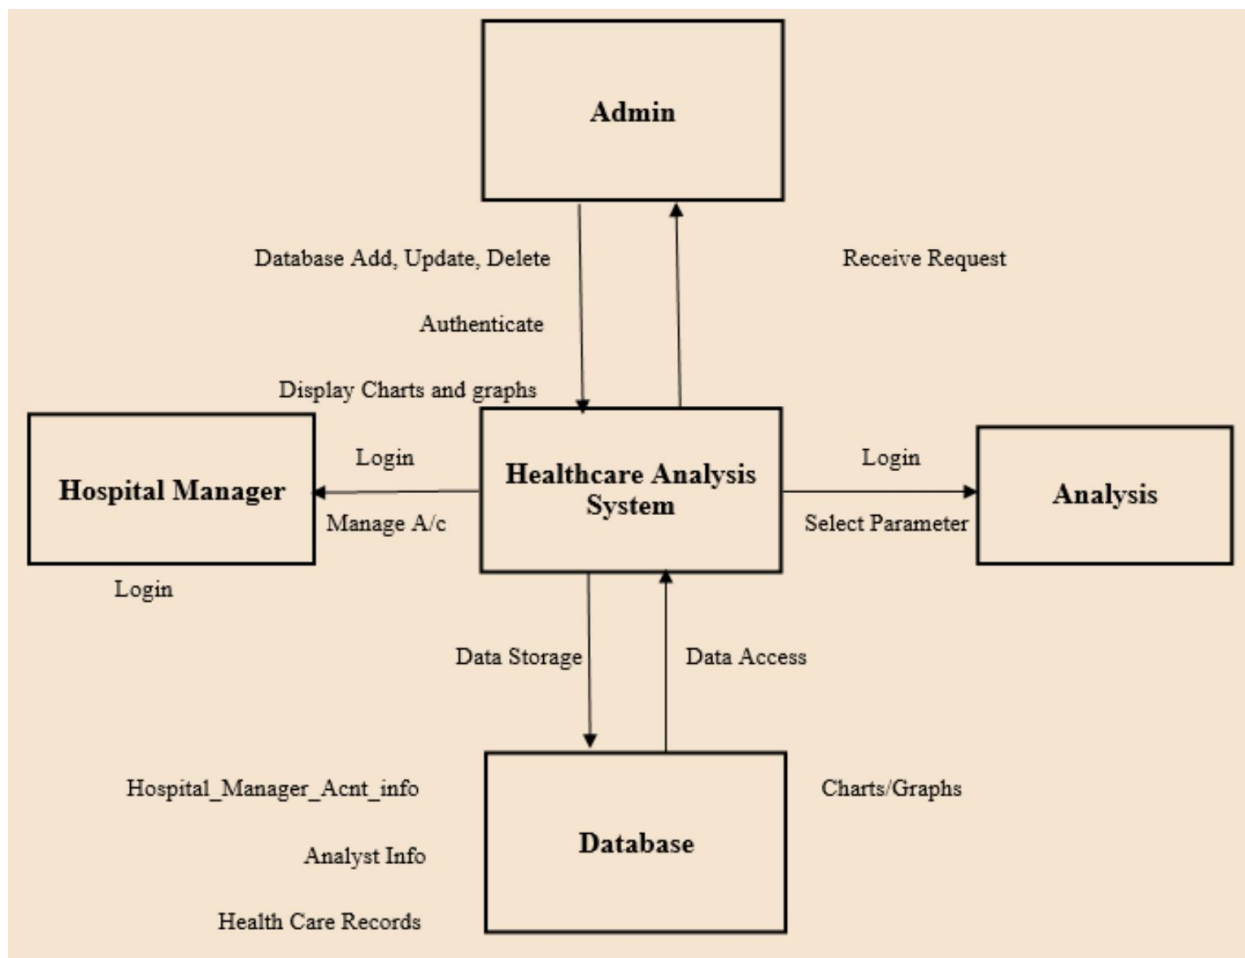 Admin
Database Add, Update, Delete
Receive Request
Authenticate
Display Charts and graphs
Hospital Manager
Login
Manage A/c
Healthcare Analysis
System
Login
Select Parameter
Analysis
Login
Data Storage
Data Access
Hospital_Manager_Acnt_info
Charts/Graphs
Database
Analyst Info
Health Care Records